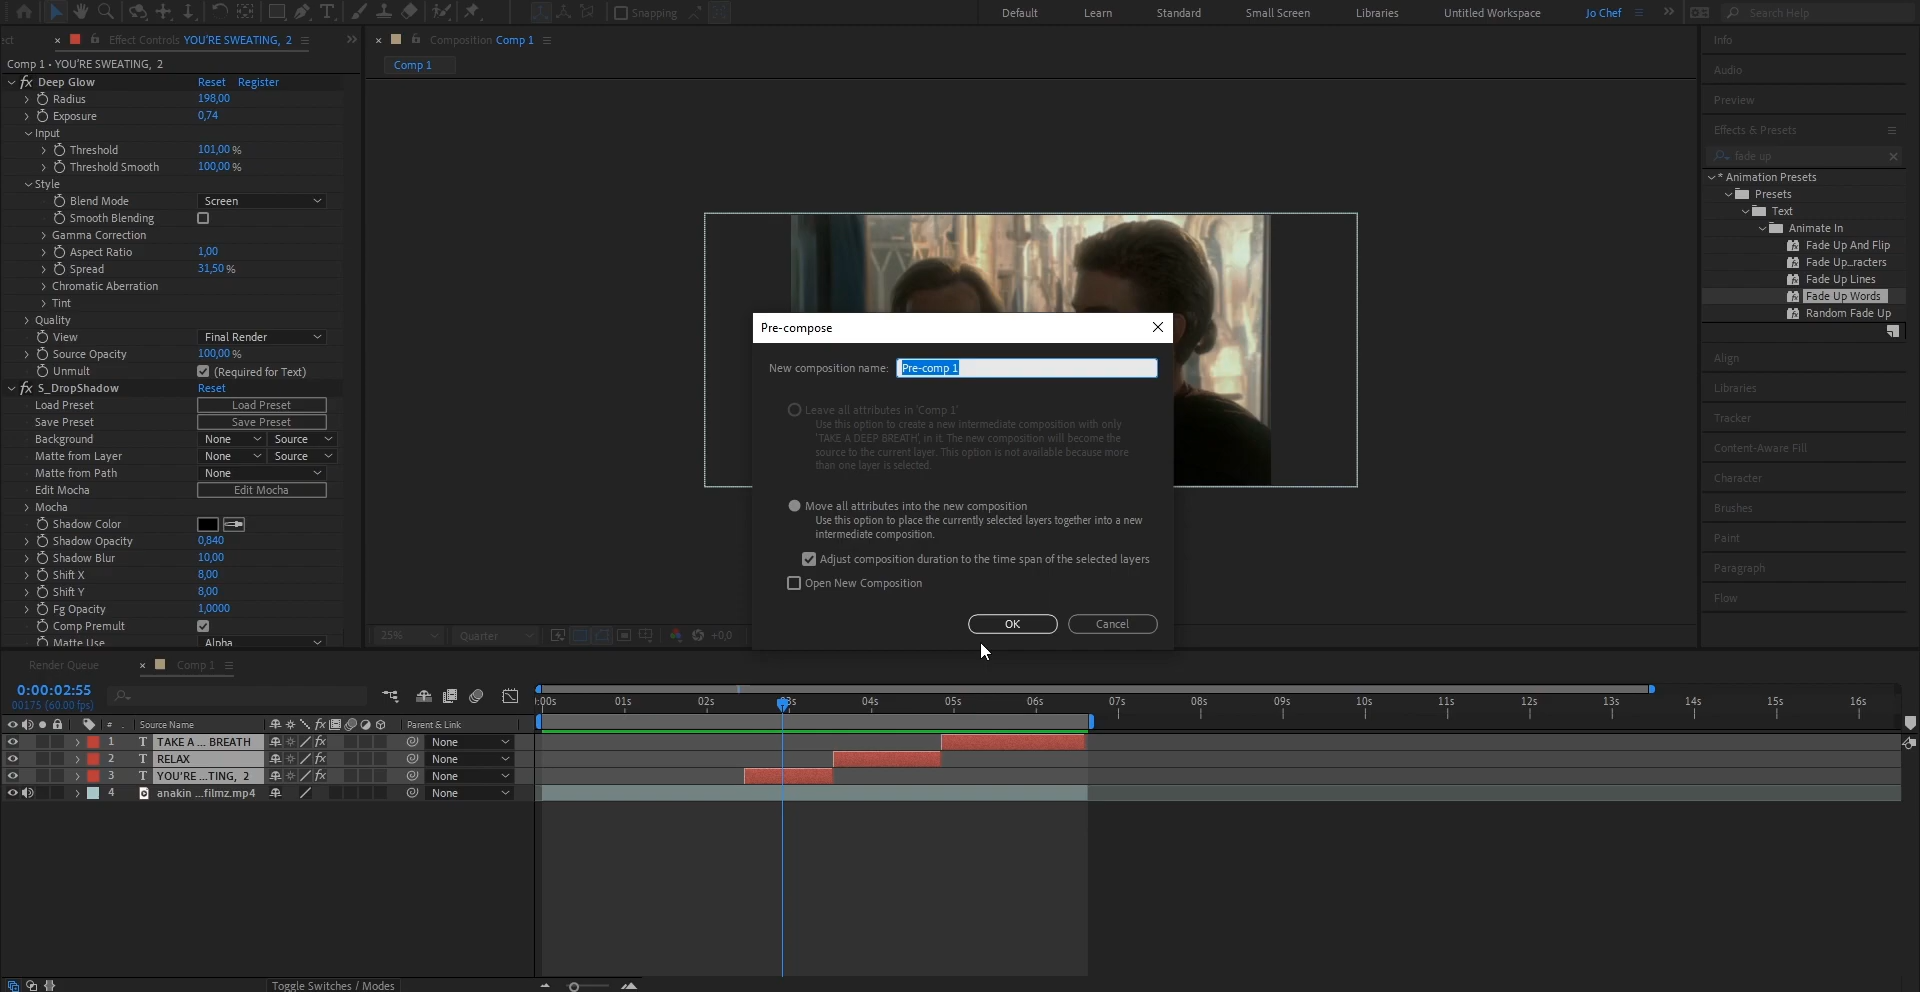 Snapping
Default
Learn
Standard
Small Screen
Libraries
Untitled Workspace
Jo Chef
Search Help
Effect Controls YOU'RE SWEATING, 2
Composition Comp 1
Info
Comp 1 • YOU'RE SWEATING, 2
Comp 1
Audio
Deep Glow
Reset
Register
Radius
198,00
Preview
Exposure
0,74
Input
Effects & Presets
Threshold
101,00 %
fade up
Threshold Smooth
100,00 %
* Animation Presets
Style
Presets
Blend Mode
Screen
Text
Smooth Blending
Animate In
Gamma Correction
Fade Up And Flip
Aspect Ratio
1,00
Fade Up...racters
Spread
31,50 %
Fade Up Lines
Chromatic Aberration
Fade Up Words
Tint
Random Fade Up
Quality
View
Final Render
Source Opacity
100,00 %
Align
Unmult
(Required for Text)
S_DropShadow
Reset
Libraries
Load Preset
Load Preset
Save Preset
Save Preset
Tracker
Background
None
Source
Content-Aware Fill
Matte from Layer
None
Source
Matte from Path
None
Character
Edit Mocha
Edit Mocha
Mocha
Brushes
Shadow Color
Shadow Opacity
0,840
Paint
Shadow Blur
10,00
Shift X
8,00
Paragraph
Shift Y
8,00
Flow
Fg Opacity
1,0000
Comp Premult
Matte Use
Alpha
Pre-compose
New composition name:
Pre-comp 1
Leave all attributes in 'Comp 1'
Use this option to create a new intermediate composition with only
'TAKE A DEEP BREATH', in it. The new composition will become the
source to the current layer. This option is not available because more
than one layer is selected.
Move all attributes into the new composition
Use this option to place the currently selected layers together into a new
intermediate composition.
Adjust composition duration to the time span of the selected layers
Open New Composition
OK
Cancel
25%
Quarter
+0,0
Render Queue
Comp 1
0:00:02:55
00175 (60.00 fps)
:00s
01s
02s
03s
04s
05s
06s
07s
08s
09s
10s
11s
12s
13s
14s
15s
16s
#
Source Name
Parent & Link
1
T
TAKE A ... BREATH
None
2
T
RELAX
None
3
T
YOU'RE ...TING, 2
None
4
anakin ...filmz.mp4
None
Toggle Switches / Modes